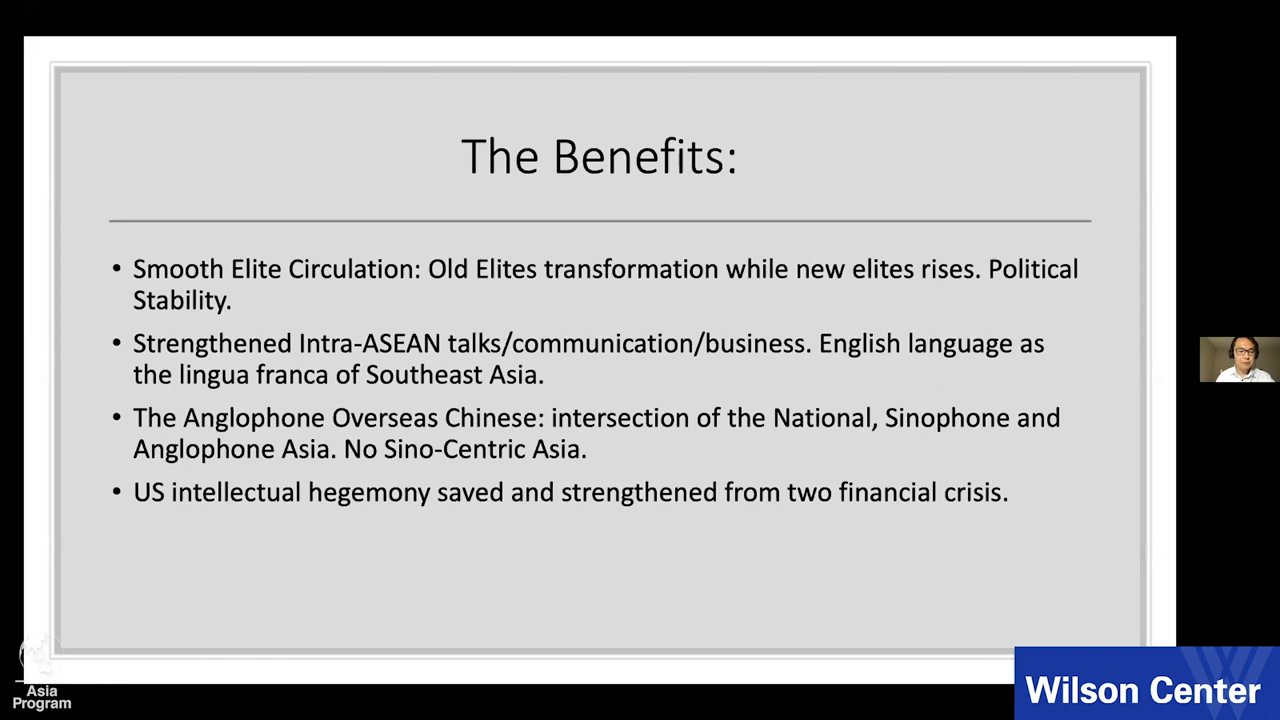 The Benefits:
• Smooth Elite Circulation: Old Elites transformation while new elites rises. Political
Stability.
• Strengthened Intra-ASEAN talks/communication/business. English language as
the lingua franca of Southeast Asia.
• The Anglophone Overseas Chinese: intersection of the National, Sinophone and
Anglophone Asia. No Sino-Centric Asia.
• US intellectual hegemony saved and strengthened from two financial crisis.
Asia
Program
Wilson Center